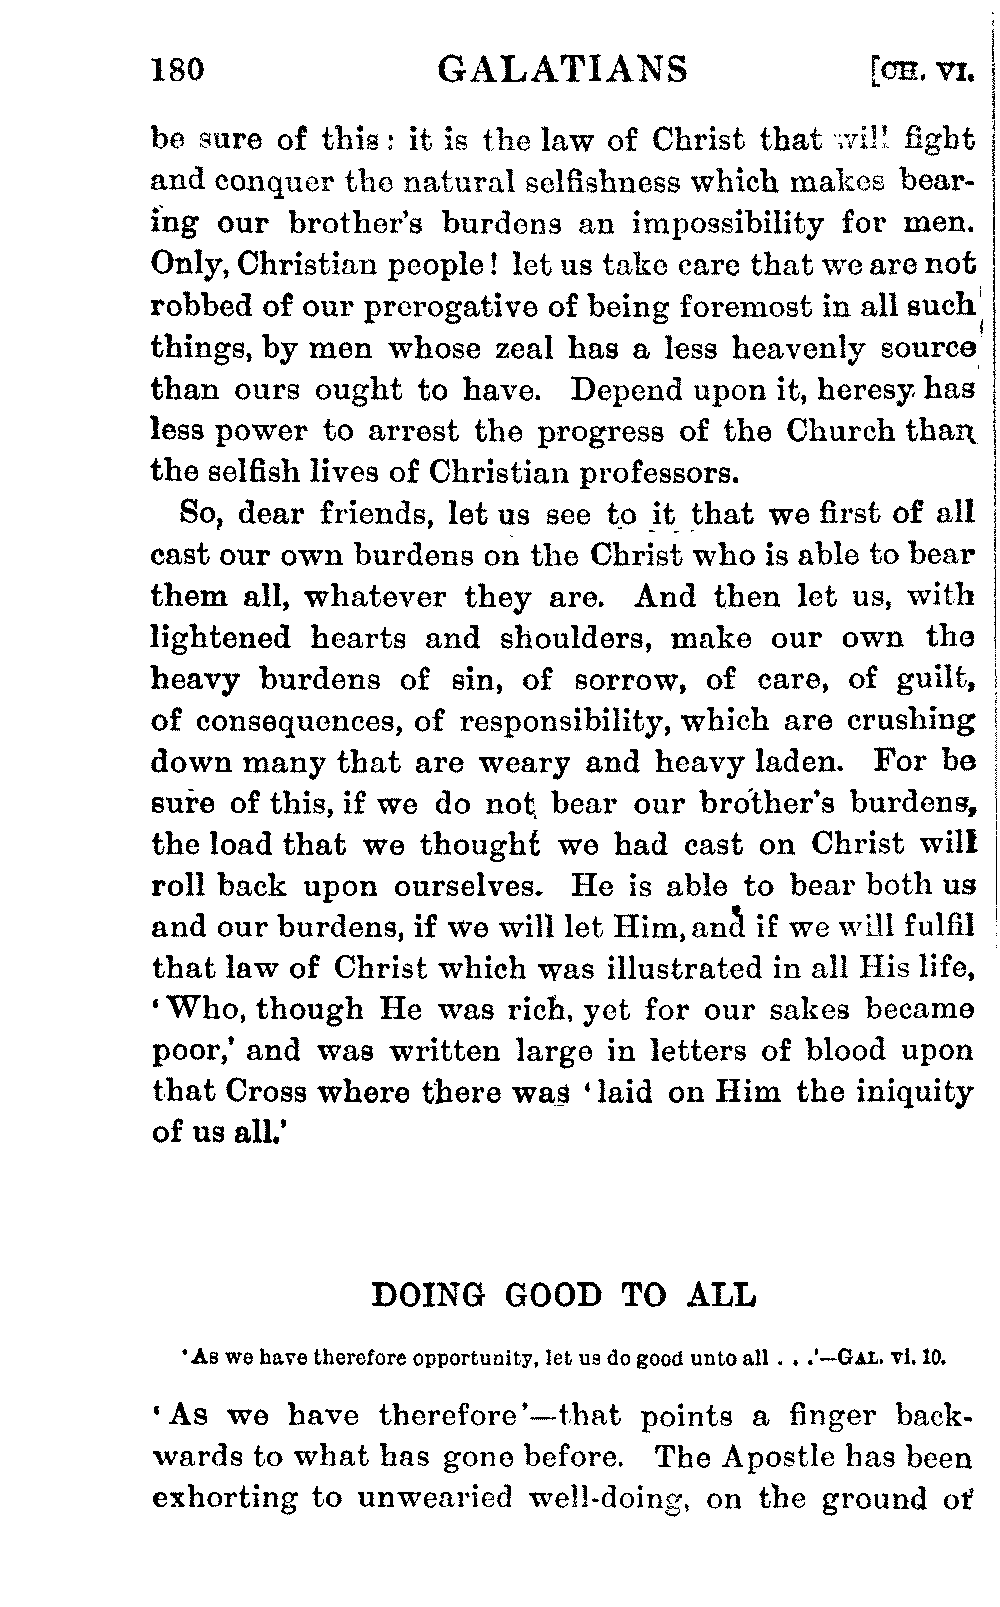 180 GALATIANS [CH. VI.
be sure of this: it is the law of Christ that will fight
and conquer the natural selfishness which makes bear-
ing our brother's burdens an impossibility for men.
Only, Christian people! let us take care that we are not
robbed of our prerogative of being foremost in all such
things, by men whose zeal has a less heavenly source
than ours ought to have. Depend upon it, heresy has
less power to arrest the progress of the Church than
the selfish lives of Christian professors.
So, dear friends, let us see to it that we first of all
cast our own burdens on the Christ who is able to bear
them all, whatever they are. And then let us, with
lightened hearts and shoulders, make our own the
heavy burdens of sin, of sorrow, of care, of guilt,
of consequences, of responsibility, which are crushing
down many that are weary and heavy laden. For be
sure of this, if we do not bear our brother's burdens,
the load that we thought we had cast on Christ will
roll back upon ourselves. He is able to bear both us
and our burdens, if we will let Him, and if we will fulfil
that law of Christ which was illustrated in all His life,
'Who, though He was rich, yet for our sakes became
poor,' and was written large in letters of blood upon
that Cross where there was 'laid on Him the iniquity
of us all.'
DOING GOOD TO ALL
'As we have therefore opportunity, let us do good unto all . . .'—GAL. vi. 10.
'As we have therefore'—that points a finger back-
wards to what has gone before. The Apostle has been
exhorting to unwearied well-doing, on the ground of